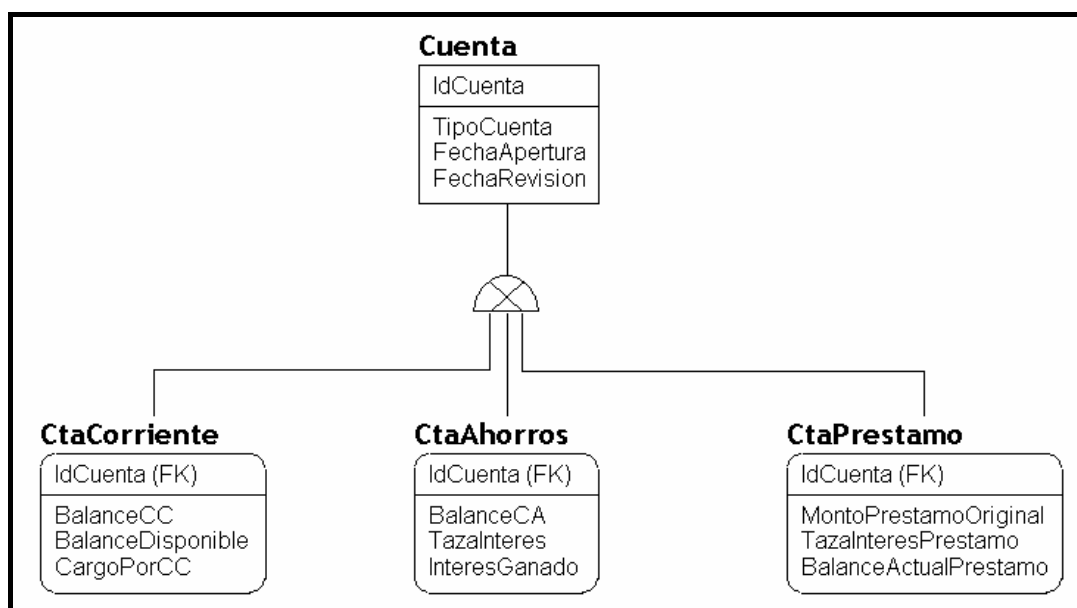 Cuenta
IdCuenta
TipoCuenta
FechaApertura
FechaRevision
CtaCorriente
IdCuenta (FK)
BalanceCC
BalanceDisponible
CargoPorCC
CtaAhorros
IdCuenta (FK)
BalanceCA
TazaInteres
InteresGanado
CtaPrestamo
IdCuenta (FK)
MontoPrestamoOriginal
TazaInteresPrestamo
BalanceActualPrestamo